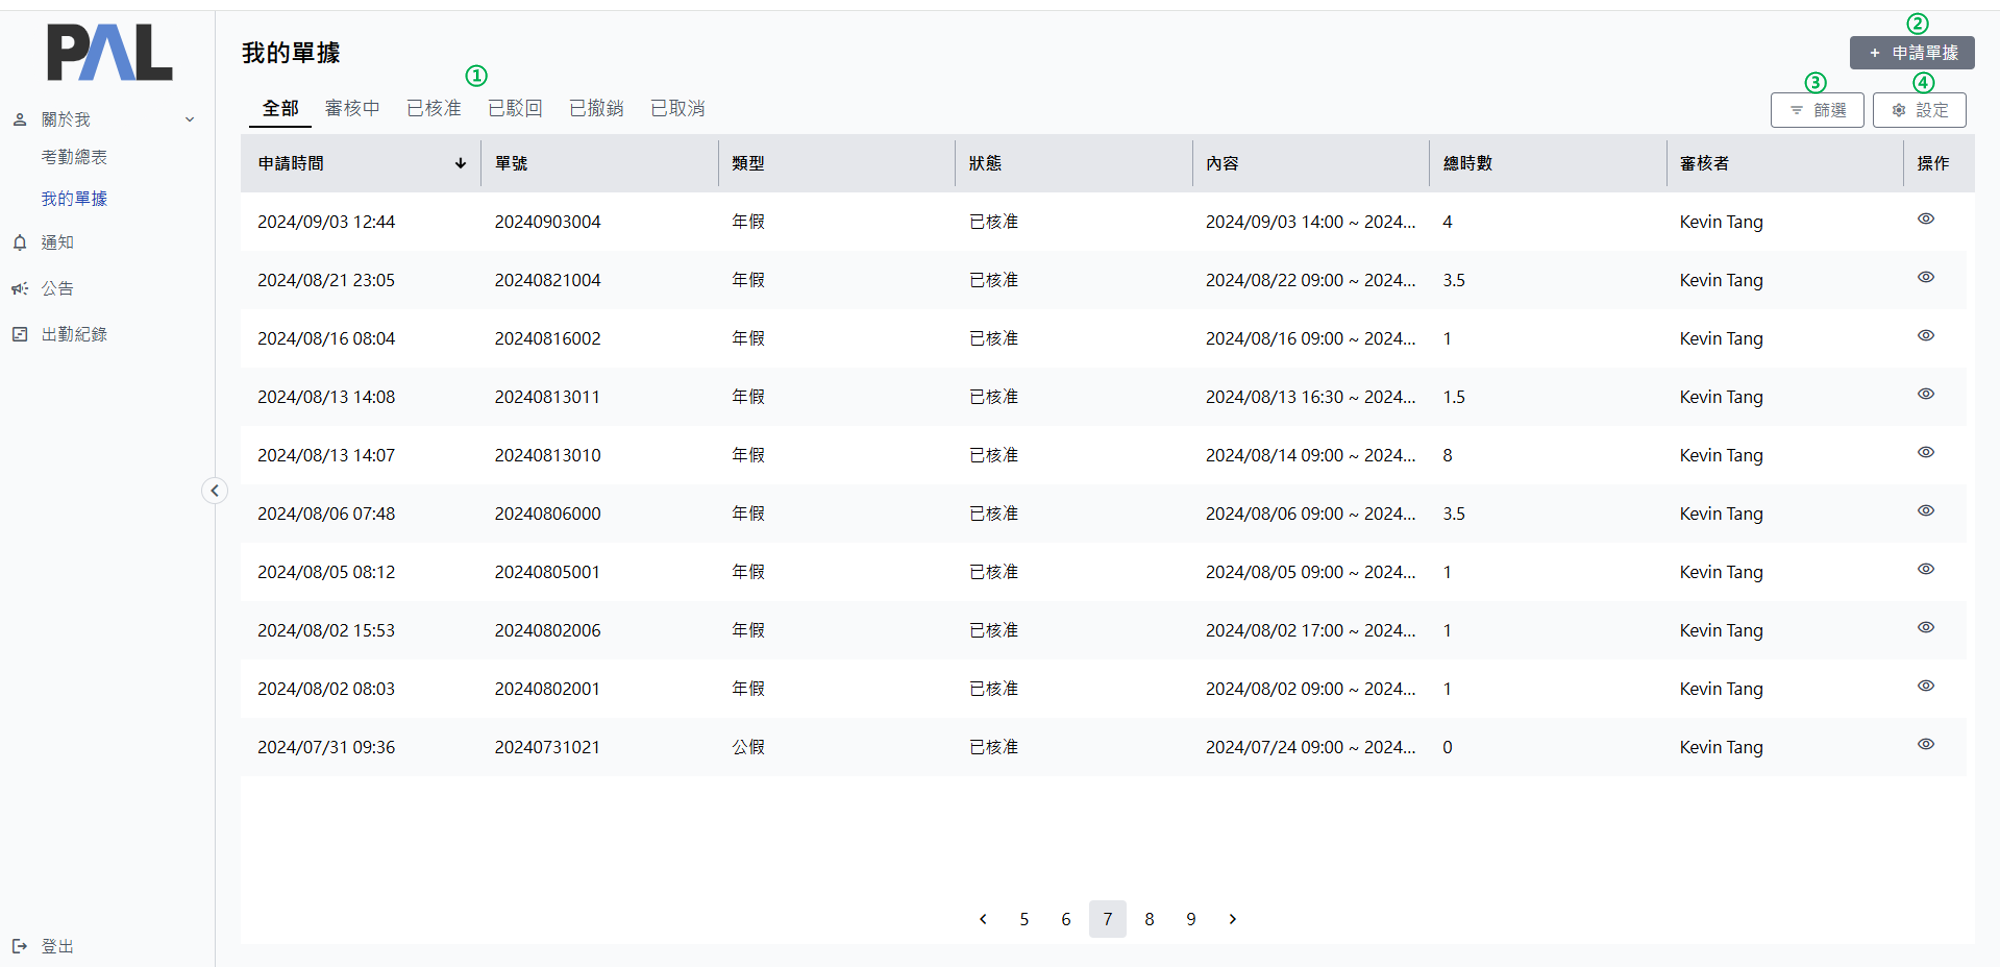 PAL
關於我
考勤總表
我的單據
通知
公告
出勤紀錄
登出
我的單據
②
+ 申請單據
①
全部 審核中 已核准 已駁回 已撤銷 已取消
③ ④
篩選 設定
申請時間 單號 類型 狀態 內容 總時數 審核者 操作
2024/09/03 12:44 20240903004 年假 已核准 2024/09/03 14:00 ~ 2024... 4 Kevin Tang
2024/08/21 23:05 20240821004 年假 已核准 2024/08/22 09:00 ~ 2024... 3.5 Kevin Tang
2024/08/16 08:04 20240816002 年假 已核准 2024/08/16 09:00 ~ 2024... 1 Kevin Tang
2024/08/13 14:08 20240813011 年假 已核准 2024/08/13 16:30 ~ 2024... 1.5 Kevin Tang
2024/08/13 14:07 20240813010 年假 已核准 2024/08/14 09:00 ~ 2024... 8 Kevin Tang
2024/08/06 07:48 20240806000 年假 已核准 2024/08/06 09:00 ~ 2024... 3.5 Kevin Tang
2024/08/05 08:12 20240805001 年假 已核准 2024/08/05 09:00 ~ 2024... 1 Kevin Tang
2024/08/02 15:53 20240802006 年假 已核准 2024/08/02 17:00 ~ 2024... 1 Kevin Tang
2024/08/02 08:03 20240802001 年假 已核准 2024/08/02 09:00 ~ 2024... 1 Kevin Tang
2024/07/31 09:36 20240731021 公假 已核准 2024/07/24 09:00 ~ 2024... 0 Kevin Tang
5 6 7 8 9